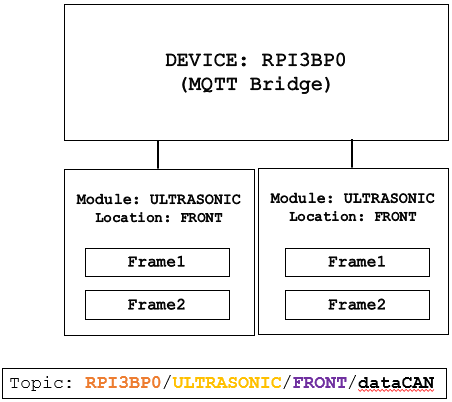 DEVICE: RPI3BP0
(MQTT Bridge)
Module: ULTRASONIC
Location: FRONT
Frame1
Frame2
Module: ULTRASONIC
Location: FRONT
Frame1
Frame2
Topic: RPI3BP0/ULTRASONIC/FRONT/dataCAN